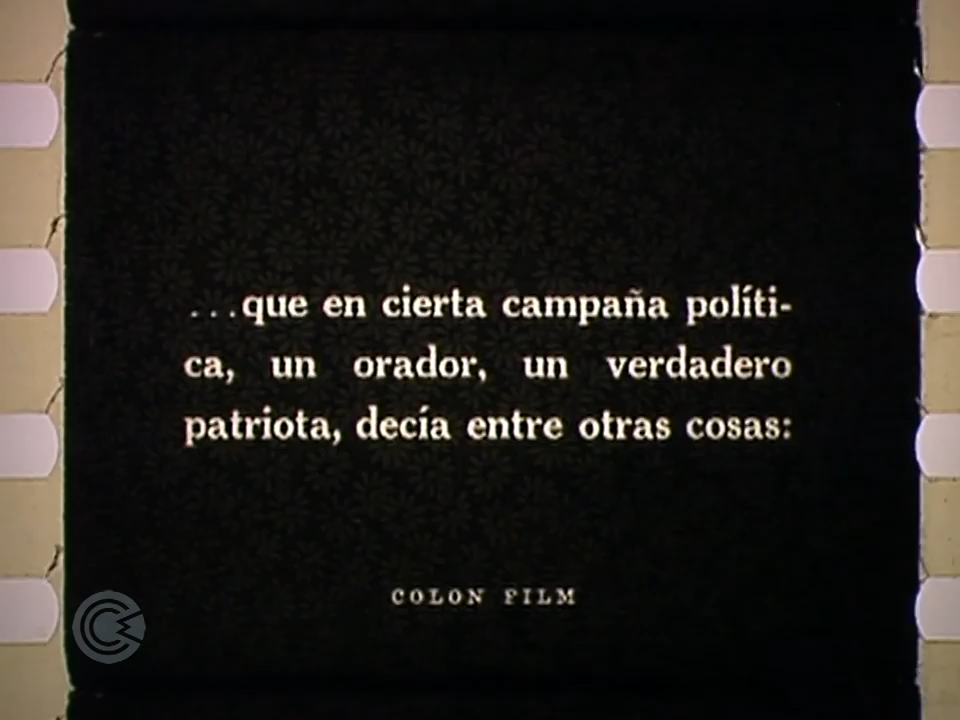 ...que en cierta campaña políti-
ca, un orador, un verdadero
patriota, decía entre otras cosas:
COLON FILM